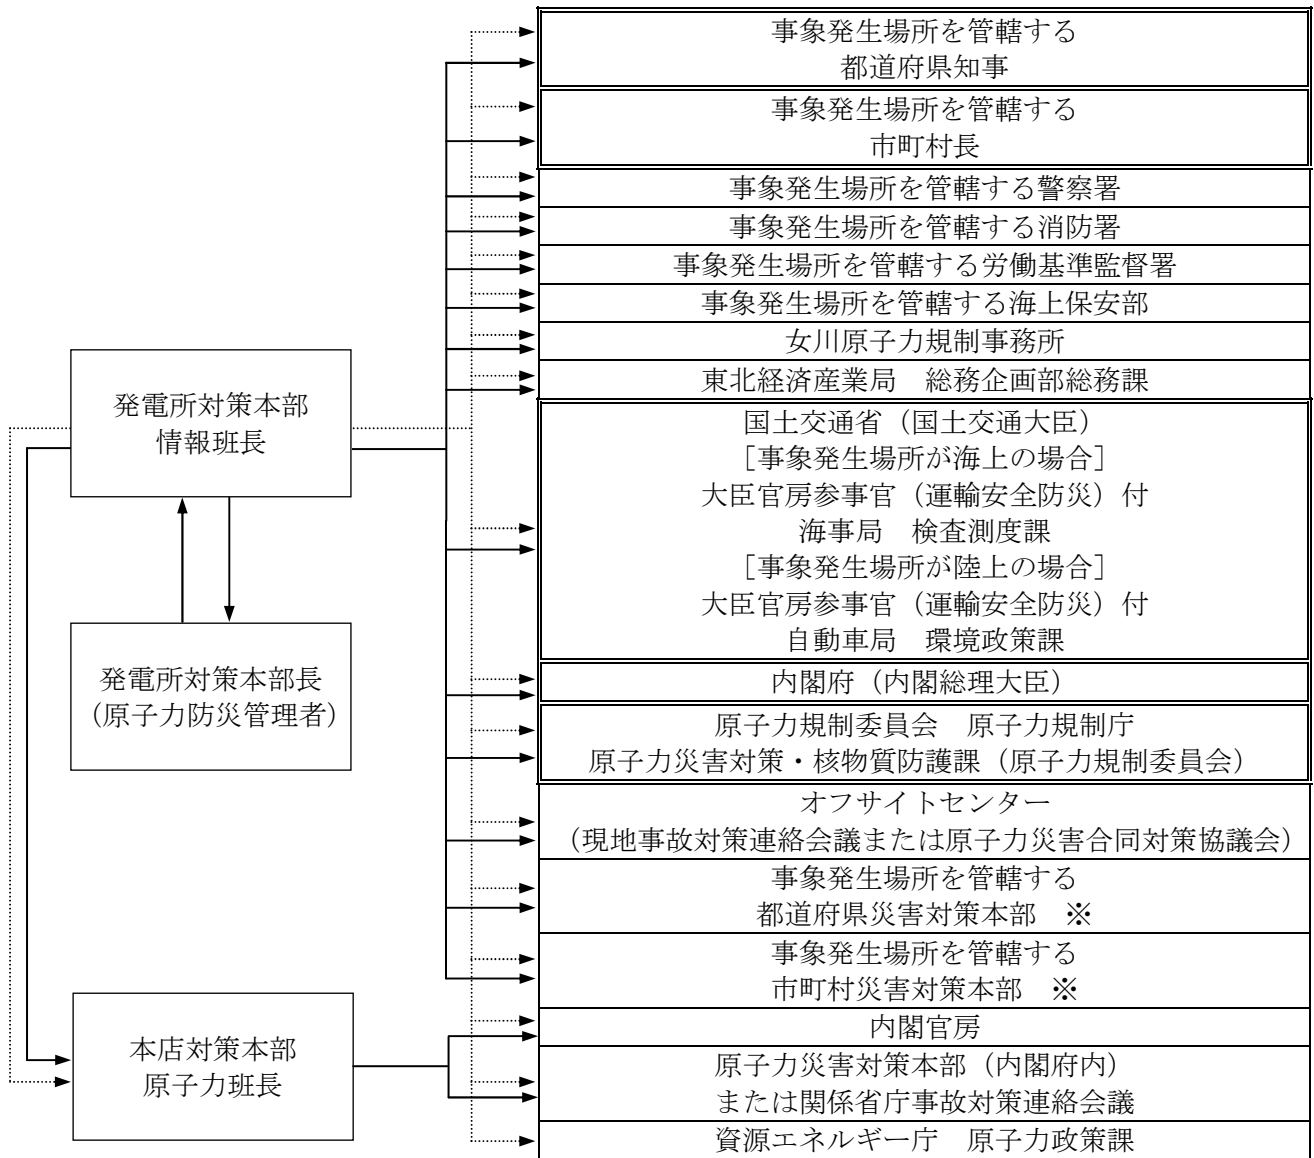 事象発生場所を管轄する
都道府県知事
事象発生場所を管轄する
市町村長
事象発生場所を管轄する警察署
事象発生場所を管轄する消防署
事象発生場所を管轄する労働基準監督署
事象発生場所を管轄する海上保安部
女川原子力規制事務所
東北経済産業局　総務企画部総務課
国土交通省（国土交通大臣）
［事象発生場所が海上の場合］
大臣官房参事官（運輸安全防災）付
海事局　検査測度課
［事象発生場所が陸上の場合］
大臣官房参事官（運輸安全防災）付
自動車局　環境政策課
内閣府（内閣総理大臣）
原子力規制委員会　原子力規制庁
原子力災害対策・核物質防護課（原子力規制委員会）
オフサイトセンター
（現地事故対策連絡会議または原子力災害合同対策協議会）
事象発生場所を管轄する
都道府県災害対策本部　※
事象発生場所を管轄する
市町村災害対策本部　※
内閣官房
原子力災害対策本部（内閣府内）
または関係省庁事故対策連絡会議
資源エネルギー庁　原子力政策課
発電所対策本部
情報班長
発電所対策本部長
（原子力防災管理者）
本店対策本部
原子力班長